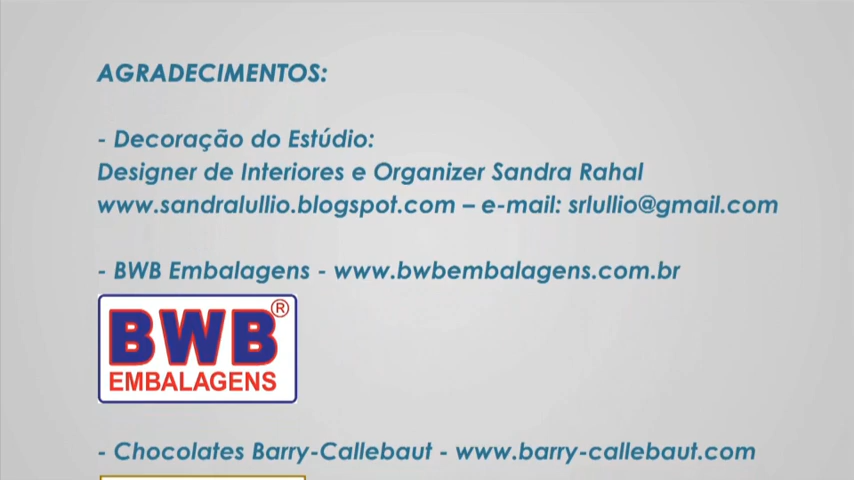 AGRADECIMENTOS:
- Decoração do Estúdio:
Designer de Interiores e Organizer Sandra Rahal
www.sandralullio.blogspot.com – e-mail: srlullio@gmail.com
- BWB Embalagens - www.bwbembalagens.com.br
BWB®
EMBALAGENS
- Chocolates Barry-Callebaut - www.barry-callebaut.com